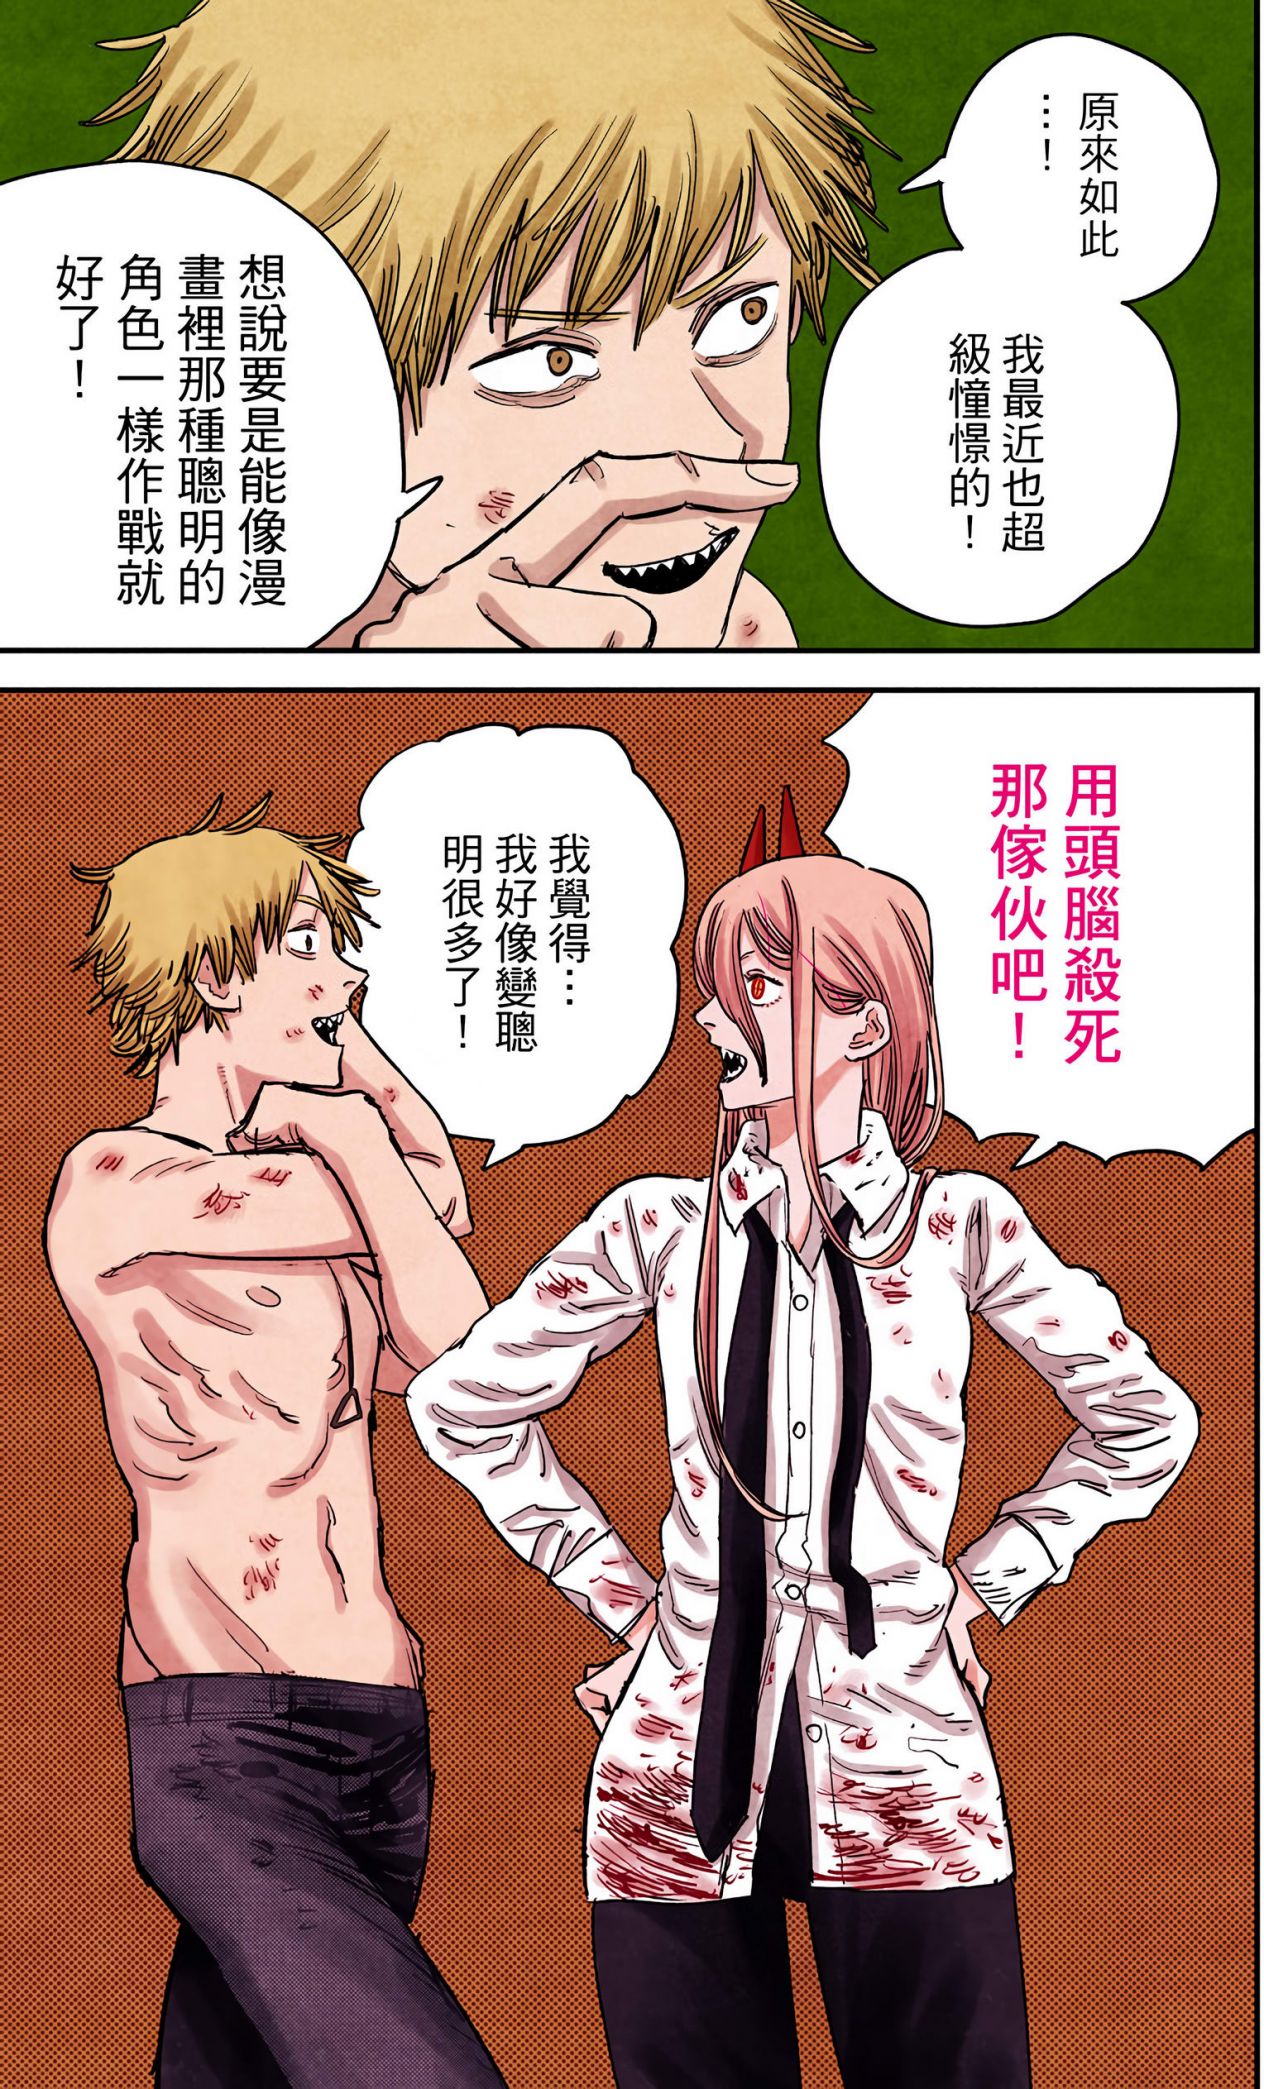 原來如此
…！
我最近也超
級憧憬的！
想說要是能像漫
畫裡那種聰明的
角色一樣作戰就
好了！
用頭腦殺死
那傢伙吧！
我覺得…
我好像變聰
明很多了！